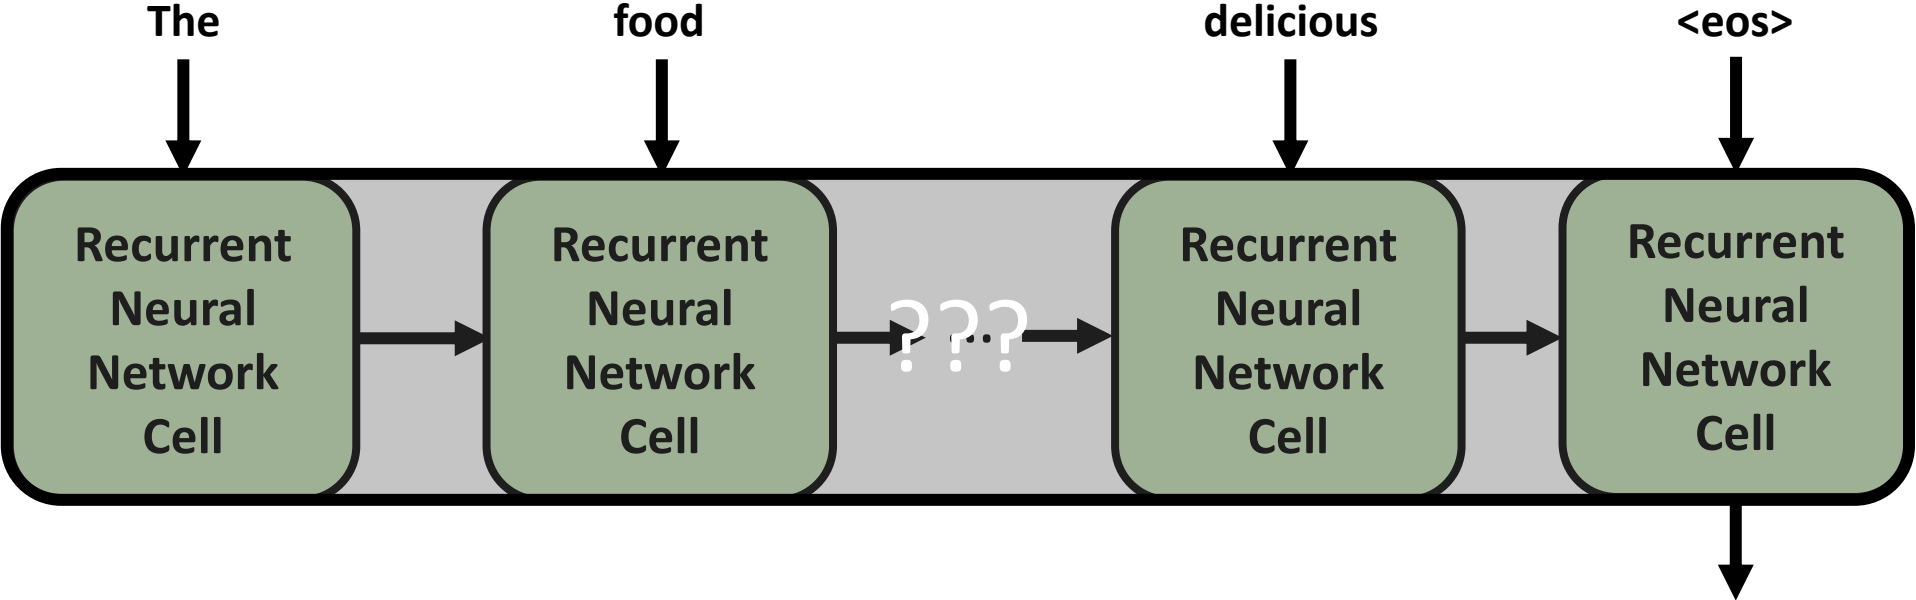 The food delicious <eos>
Recurrent Neural Network Cell
Recurrent Neural Network Cell
???
...
Recurrent Neural Network Cell
Recurrent Neural Network Cell